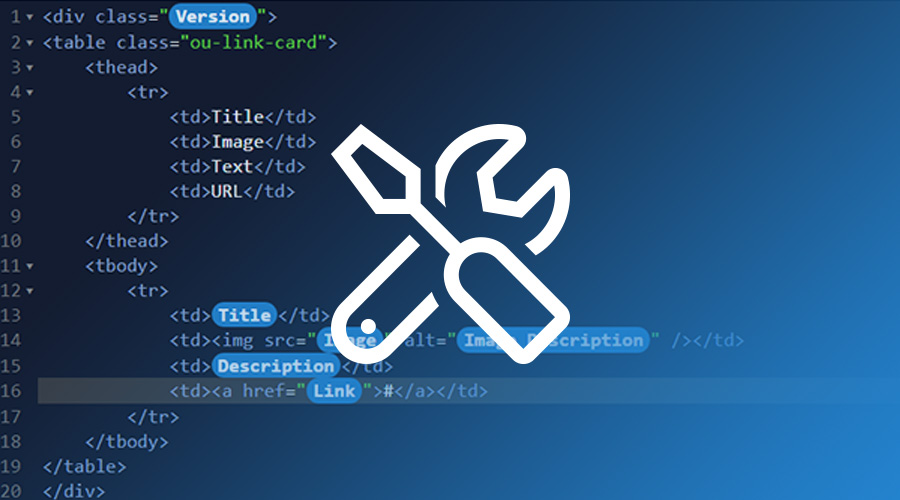 1 <div class="Version">
2 <table class="ou-link-card">
3 <thead>
4 <tr>
5 <td>Title</td>
6 <td>Image</td>
7 <td>Text</td>
8 <td>URL</td>
9 </tr>
10 </thead>
11 <tbody>
12 <tr>
13 <td>Title</td>
14 <td><img src="Image" alt="Image Description" /></td>
15 <td>Description</td>
16 <td><a href="Link">#</a></td>
17 </tr>
18 </tbody>
19 </table>
20 </div>